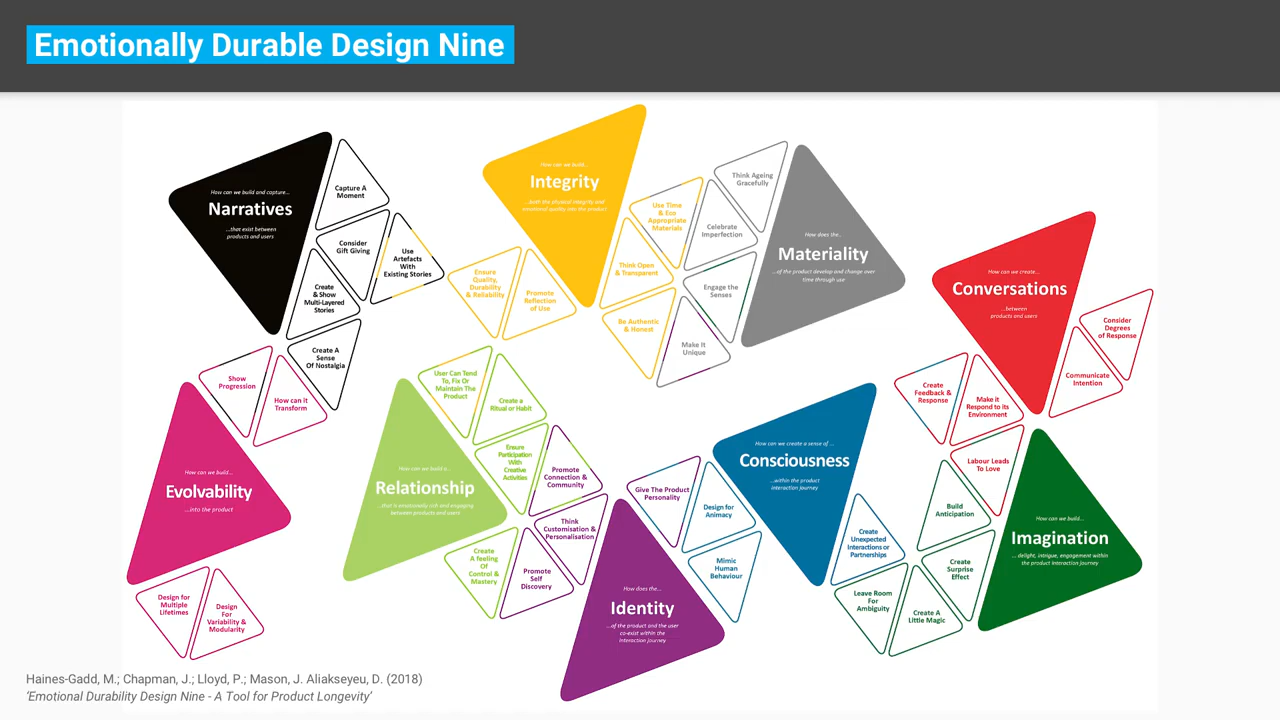 Emotionally Durable Design Nine
How can we build and capture...
Narratives
...that exist between
products and users
Capture A
Moment
Consider
Gift Giving
Use
Artefacts
With
Existing Stories
Create
& Show
Multi-Layered
Stories
Create A
Sense
Of Nostalgia
How can we build...
Integrity
...both the physical integrity and
emotional quality into the product
Ensure
Quality,
Durability
& Reliability
Promote
Reflection
of Use
Use Time
& Eco
Appropriate
Materials
Think Open
& Transparent
Be Authentic
& Honest
Think Ageing
Gracefully
Celebrate
Imperfection
Engage the
Senses
Make It
Unique
How does the..
Materiality
...of the product develop and change over
time through use
How can we create...
Conversations
...between
products and users
Consider
Degrees
of Response
Communicate
Intention
Create
Feedback &
Response
Make it
Respond to its
Environment
Labour Leads
To Love
Show
Progression
How can it
Transform
How can we build...
Evolvability
...into the product
Design for
Multiple
Lifetimes
Design
For
Variability &
Modularity
User Can Tend
To, Fix Or
Maintain The
Product
Create a
Ritual or Habit
Ensure
Participation
With
Creative
Activities
How can we build a...
Relationship
...that is emotionally rich and engaging
between products and users
Create
A feeling
Of
Control &
Mastery
Promote
Connection &
Community
Think
Customisation &
Personalisation
Promote
Self
Discovery
Give The Product
Personality
How does the...
Identity
...of the product and the user
co-exist within the
interaction journey
How can we create a sense of ...
Consciousness
...within the product
interaction journey
Design for
Animacy
Mimic
Human
Behaviour
Create
Unexpected
Interactions or
Partnerships
Build
Anticipation
Create
Surprise
Effect
Leave Room
For
Ambiguity
Create A
Little Magic
How can we build...
Imagination
... delight, intrigue, engagement within
the product interaction journey
Haines-Gadd, M.; Chapman, J.; Lloyd, P.; Mason, J. Aliakseyeu, D. (2018)
‘Emotional Durability Design Nine - A Tool for Product Longevity’